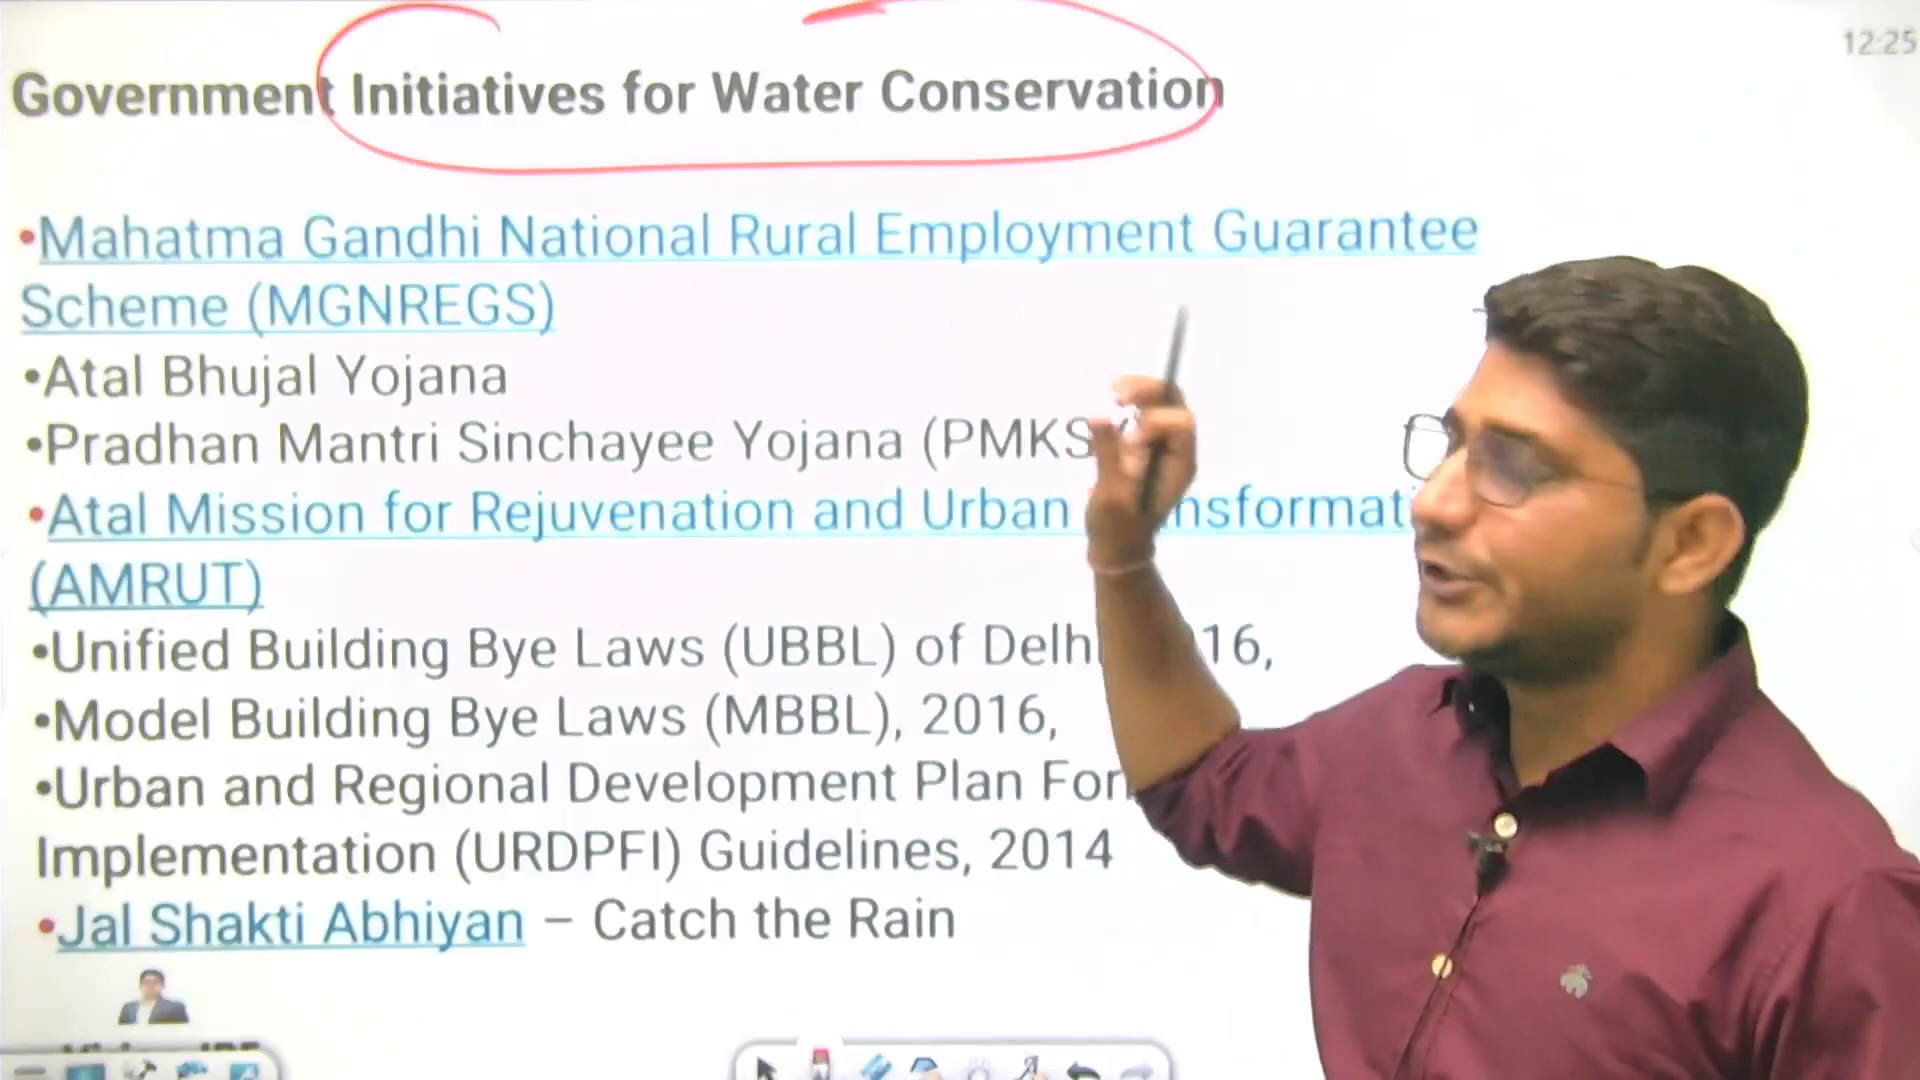 12:25
Government Initiatives for Water Conservation
•Mahatma Gandhi National Rural Employment Guarantee
Scheme (MGNREGS)
•Atal Bhujal Yojana
•Pradhan Mantri Sinchayee Yojana (PMKS
•Atal Mission for Rejuvenation and Urban nsformat
(AMRUT)
•Unified Building Bye Laws (UBBL) of Delh 16,
•Model Building Bye Laws (MBBL), 2016,
•Urban and Regional Development Plan For
Implementation (URDPFI) Guidelines, 2014
•Jal Shakti Abhiyan – Catch the Rain